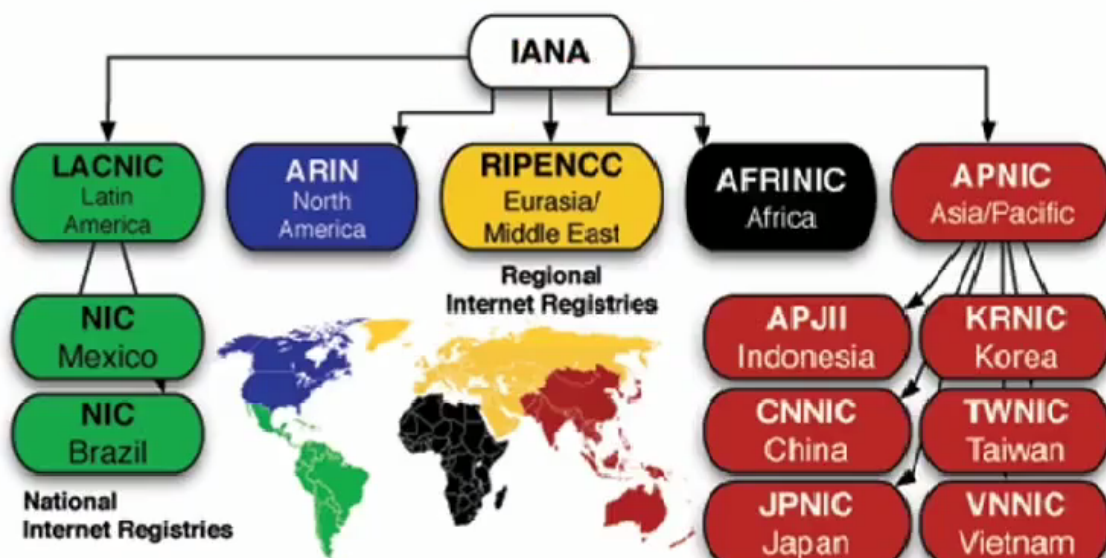 IANA
LACNIC
Latin
America
ARIN
North
America
RIPENCC
Eurasia/
Middle East
AFRINIC
Africa
APNIC
Asia/Pacific
Regional
Internet Registries
NIC
Mexico
NIC
Brazil
National
Internet Registries
APJII
Indonesia
KRNIC
Korea
CNNIC
China
TWNIC
Taiwan
JPNIC
Japan
VNNIC
Vietnam